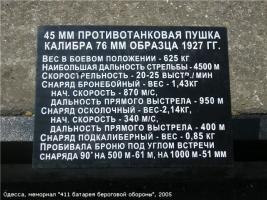 45 ММ ПРОТИВОТАНКОВАЯ ПУШКА
КАЛИБРА 76 ММ ОБРАЗЦА 1927 ГГ.
ВЕС В БОЕВОМ ПОЛОЖЕНИИ - 625 КГ
НАИБОЛЬШАЯ ДАЛЬНОСТЬ СТРЕЛЬБЫ - 4500 М
СКОРОСТРЕЛЬНОСТЬ - 20-25 ВЫСТ/МИН
СНАРЯД БРОНЕБОЙНЫЙ - ВЕС - 1,43КГ
НАЧ. СКОРОСТЬ - 870 М/С,
ДАЛЬНОСТЬ ПРЯМОГО ВЫСТРЕЛА - 950 М
СНАРЯД ОСКОЛОЧНЫЙ - ВЕС-2,14КГ,
НАЧ. СКОРОСТЬ - 340 М/С,
ДАЛЬНОСТЬ ПРЯМОГО ВЫСТРЕЛА - 400 М
СНАРЯД ПОДКАЛИБЕРНЫЙ - ВЕС - 0,85 КГ
ПРОБИВАЛА БРОНЮ ПОД УГЛОМ ВСТРЕЧИ
СНАРЯДА 90° НА 500 М-61 М, НА 1000 М-51 ММ
Одесса, мемориал "411 батарея береговой обороны", 2005